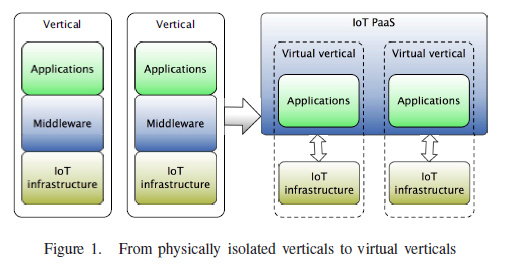 Vertical
Applications
Middleware
IoT
infrastructure
Vertical
Applications
Middleware
IoT
infrastructure
IoT PaaS
Virtual vertical
Applications
IoT
infrastructure
Virtual vertical
Applications
IoT
infrastructure
Figure 1. From physically isolated verticals to virtual verticals